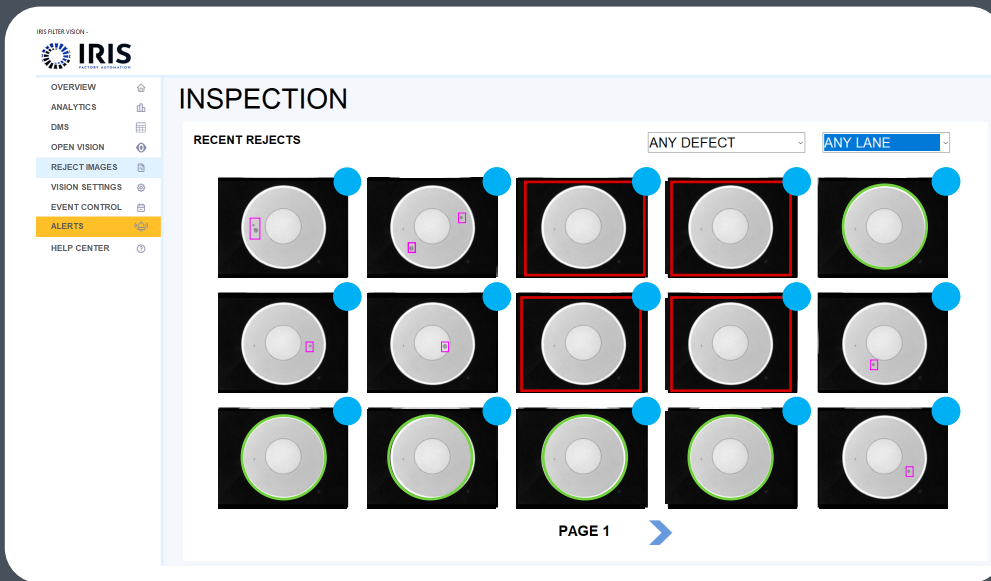 IRIS FILTER VISION -
IRIS
FACTORY AUTOMATION
OVERVIEW
ANALYTICS
DMS
OPEN VISION
REJECT IMAGES
VISION SETTINGS
EVENT CONTROL
ALERTS
HELP CENTER
INSPECTION
RECENT REJECTS
ANY DEFECT
ANY LANE
PAGE 1